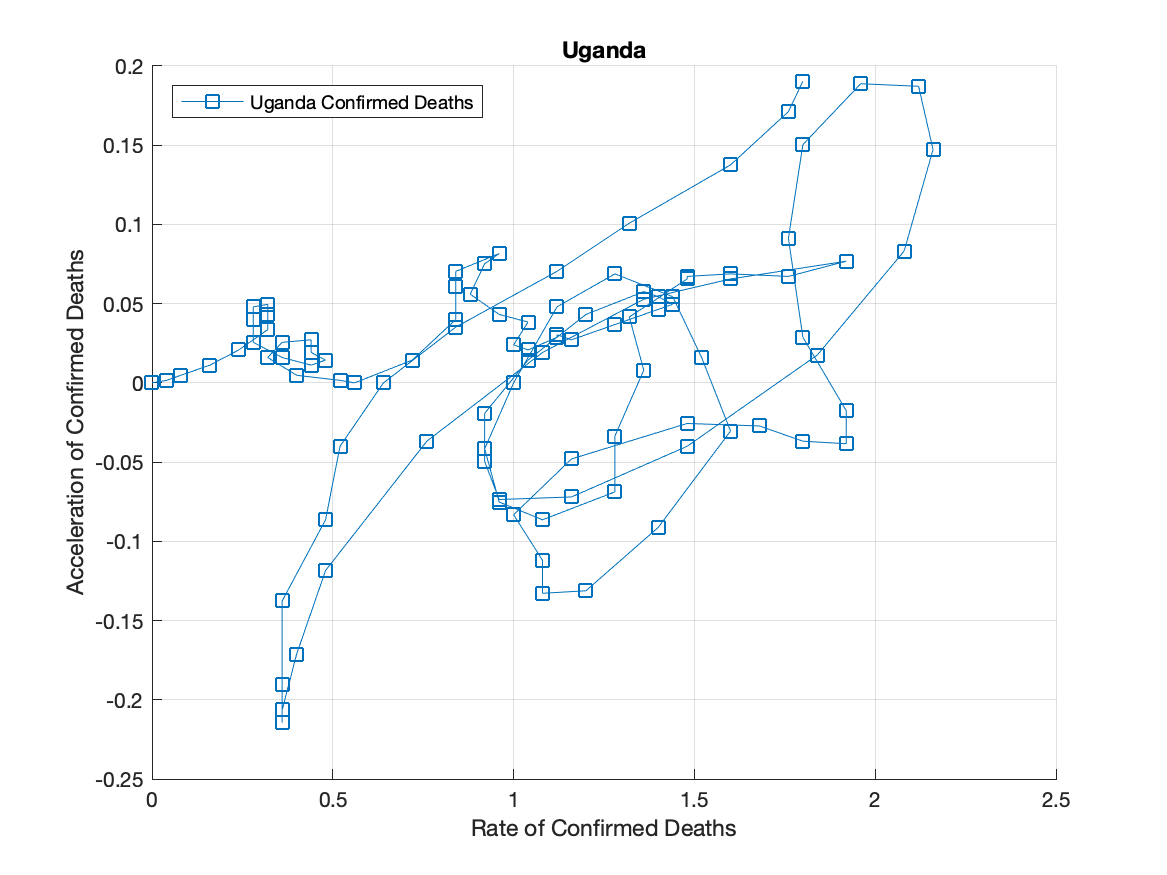 Uganda
Uganda Confirmed Deaths
Acceleration of Confirmed Deaths
0.2
0.15
0.1
0.05
0
-0.05
-0.1
-0.15
-0.2
-0.25
0 0.5 1 1.5 2 2.5
Rate of Confirmed Deaths